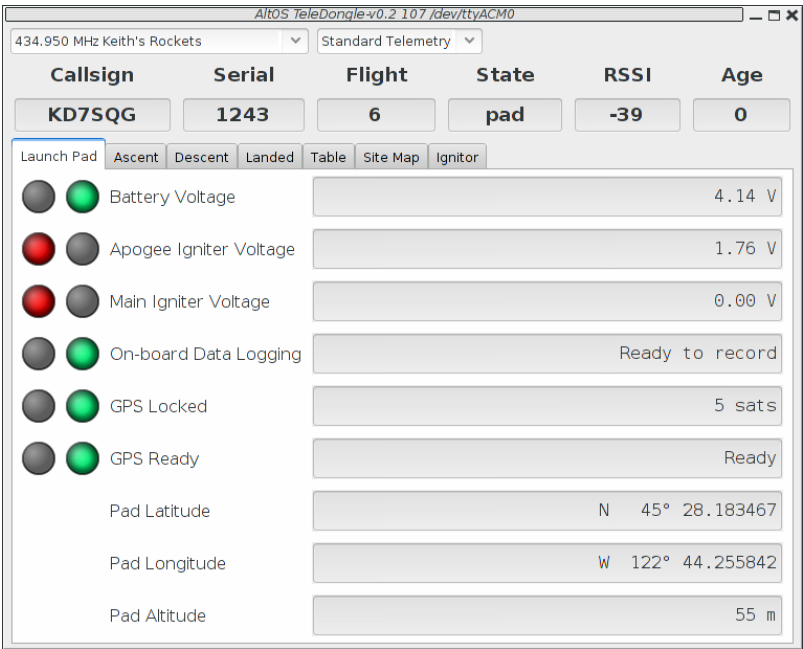 AltOS TeleDongle-v0.2 107 /dev/ttyACM0
434.950 MHz Keith's Rockets Standard Telemetry
Callsign Serial Flight State RSSI Age
KD7SQG 1243 6 pad -39 0
Launch Pad Ascent Descent Landed Table Site Map Ignitor
Battery Voltage 4.14 V
Apogee Igniter Voltage 1.76 V
Main Igniter Voltage 0.00 V
On-board Data Logging Ready to record
GPS Locked 5 sats
GPS Ready Ready
Pad Latitude N 45° 28.183467
Pad Longitude W 122° 44.255842
Pad Altitude 55 m